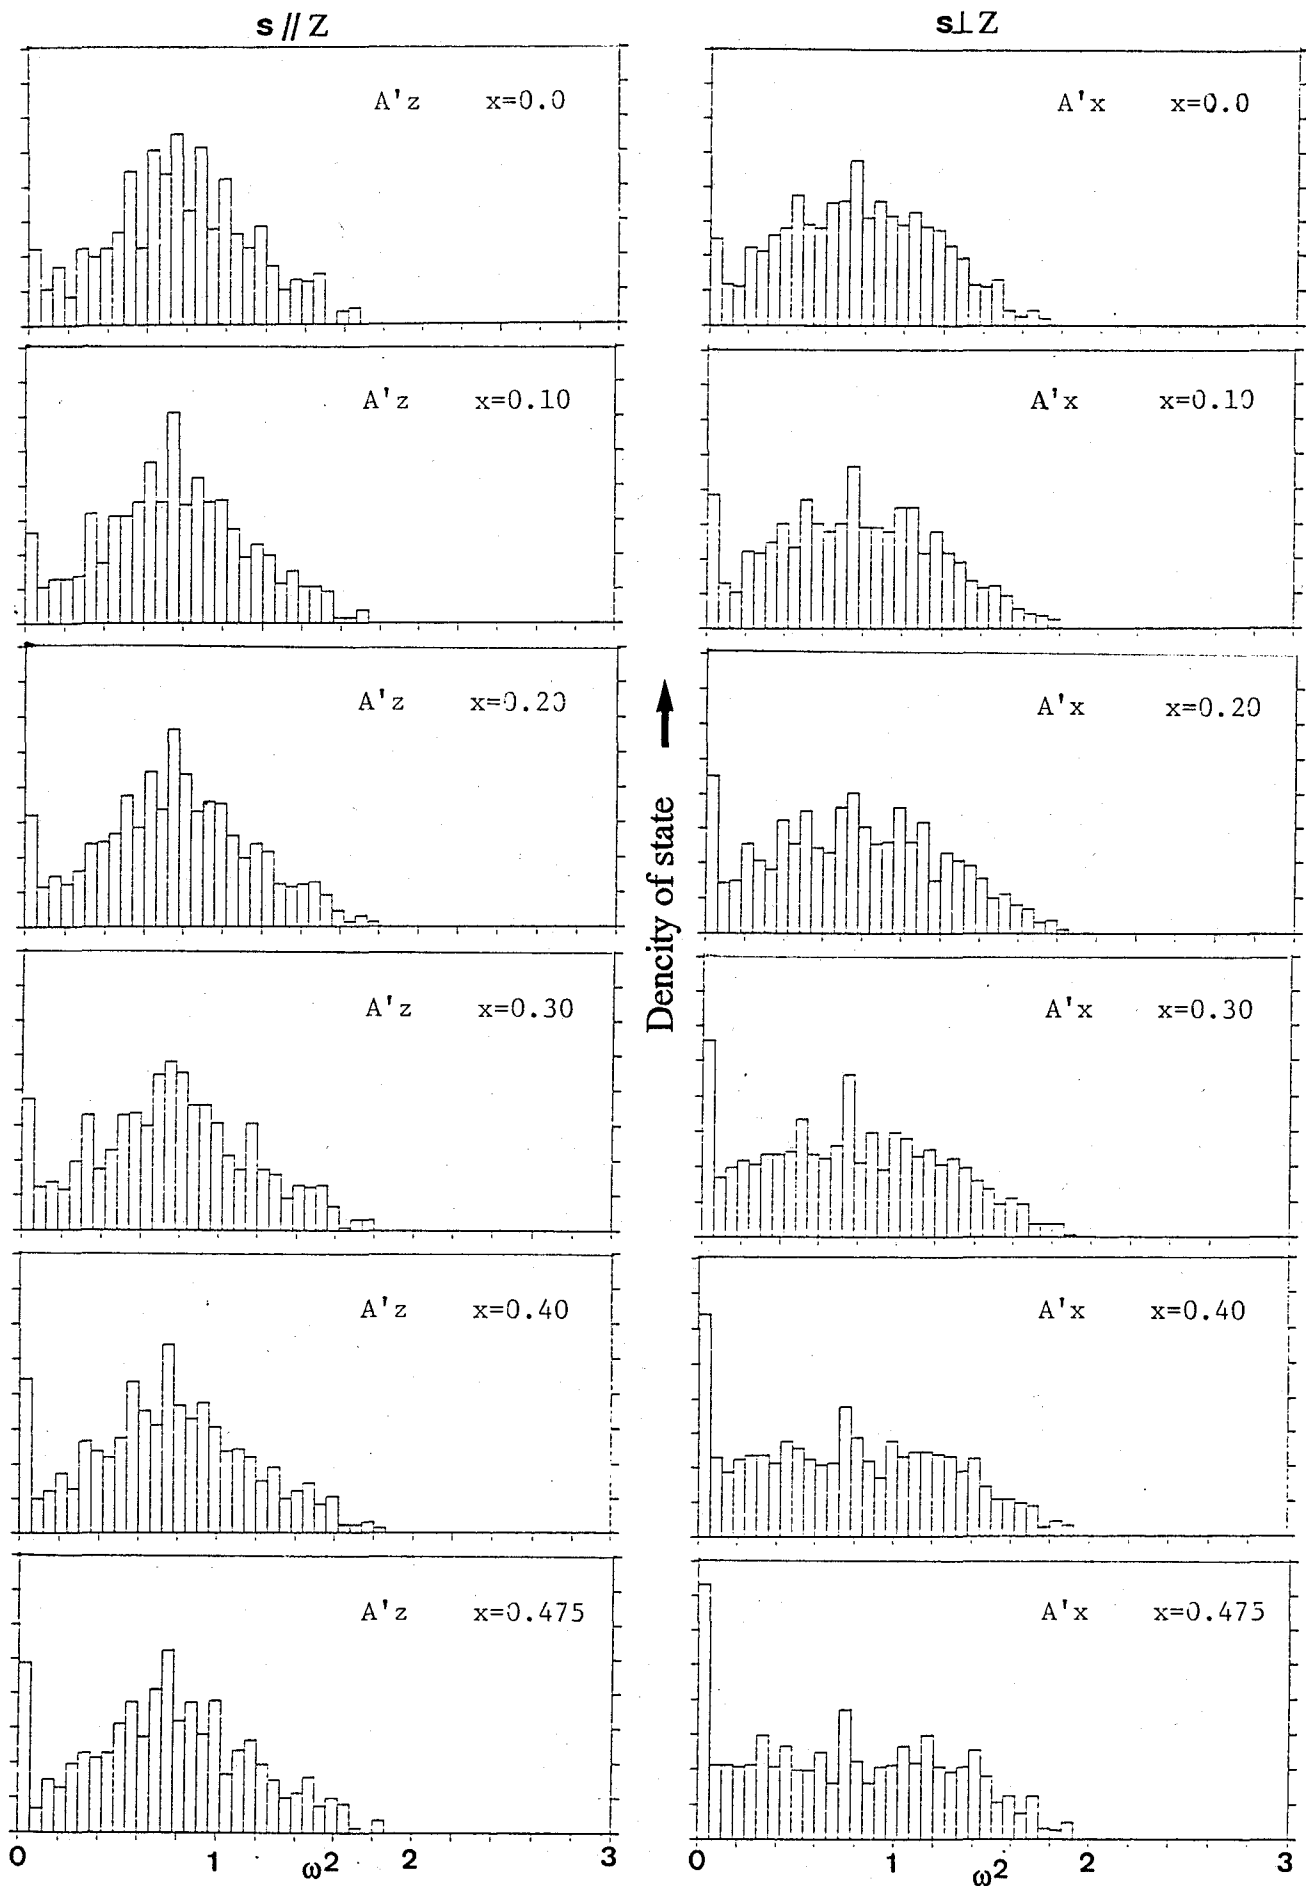 s // Z
s⊥Z
A'z x=0.0
A'x x=0.0
A'z x=0.10
A'x x=0.10
A'z x=0.20
A'x x=0.20
Dencity of state
A'z x=0.30
A'x x=0.30
A'z x=0.40
A'x x=0.40
A'z x=0.475
A'x x=0.475
0 1 ω2 2 3
0 1 ω2 2 3